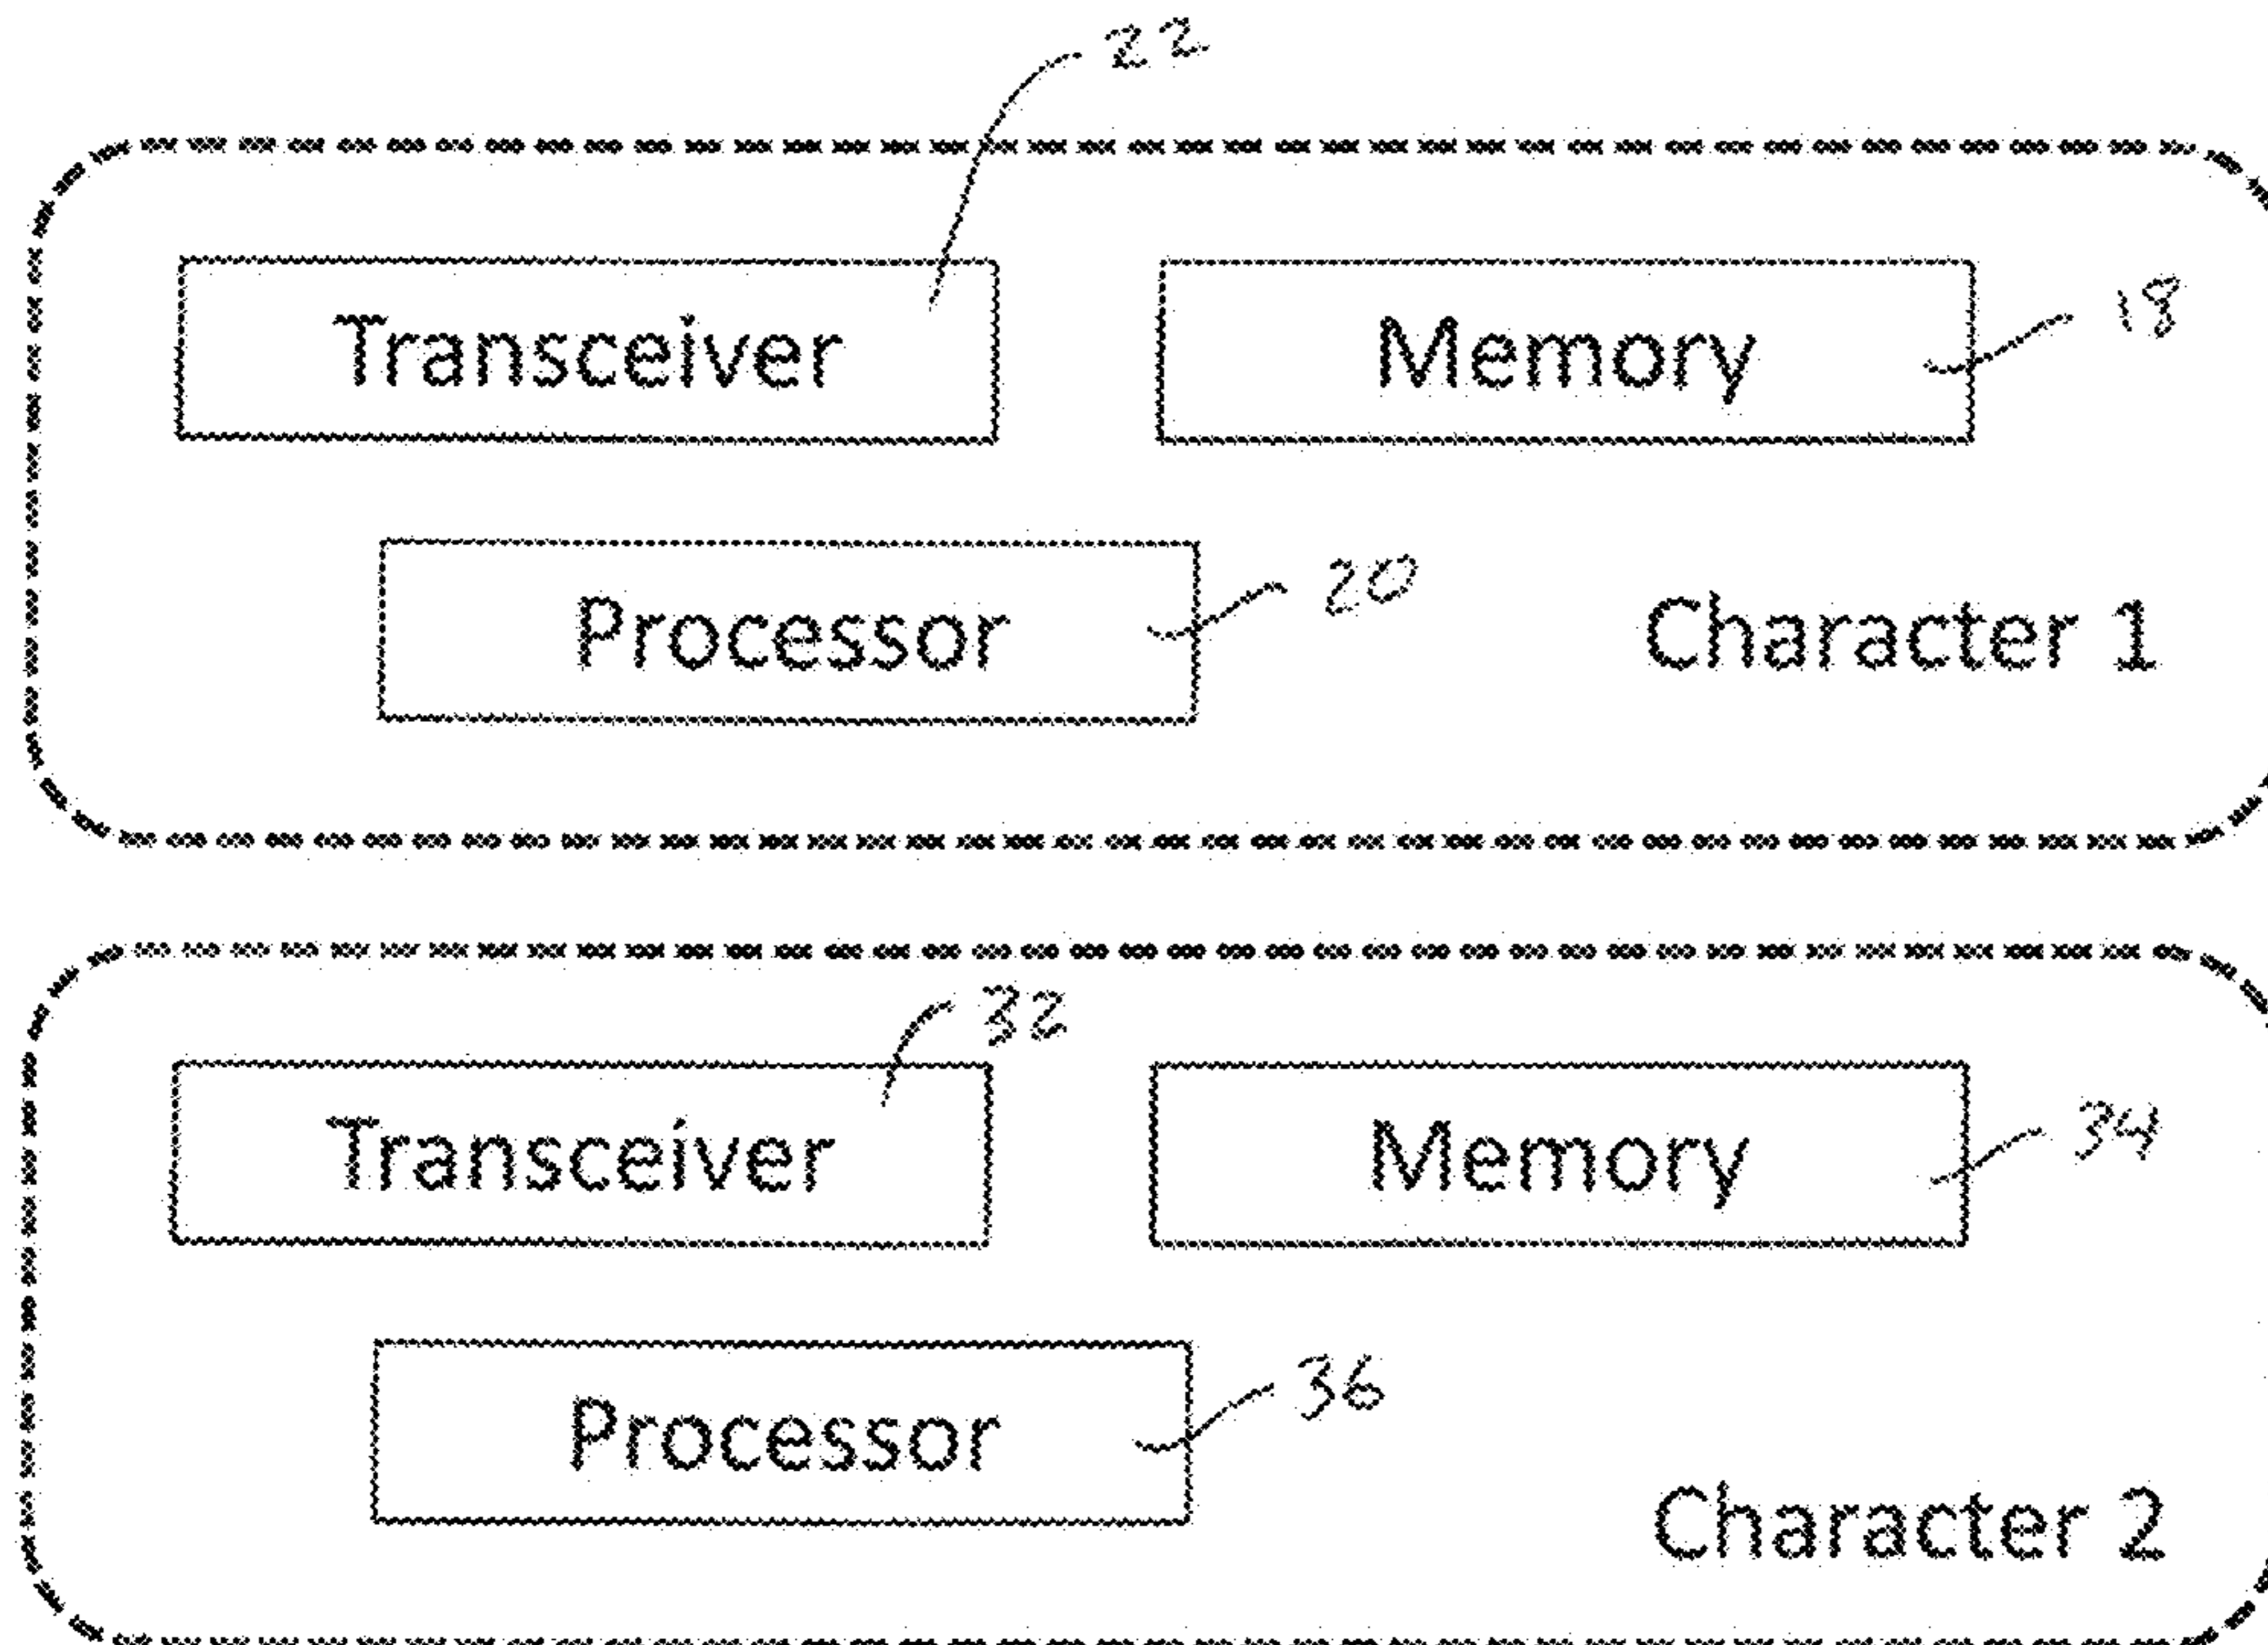 22
Transceiver Memory 18
Processor 20 Character 1
32
Transceiver Memory 34
Processor 36
Character 2